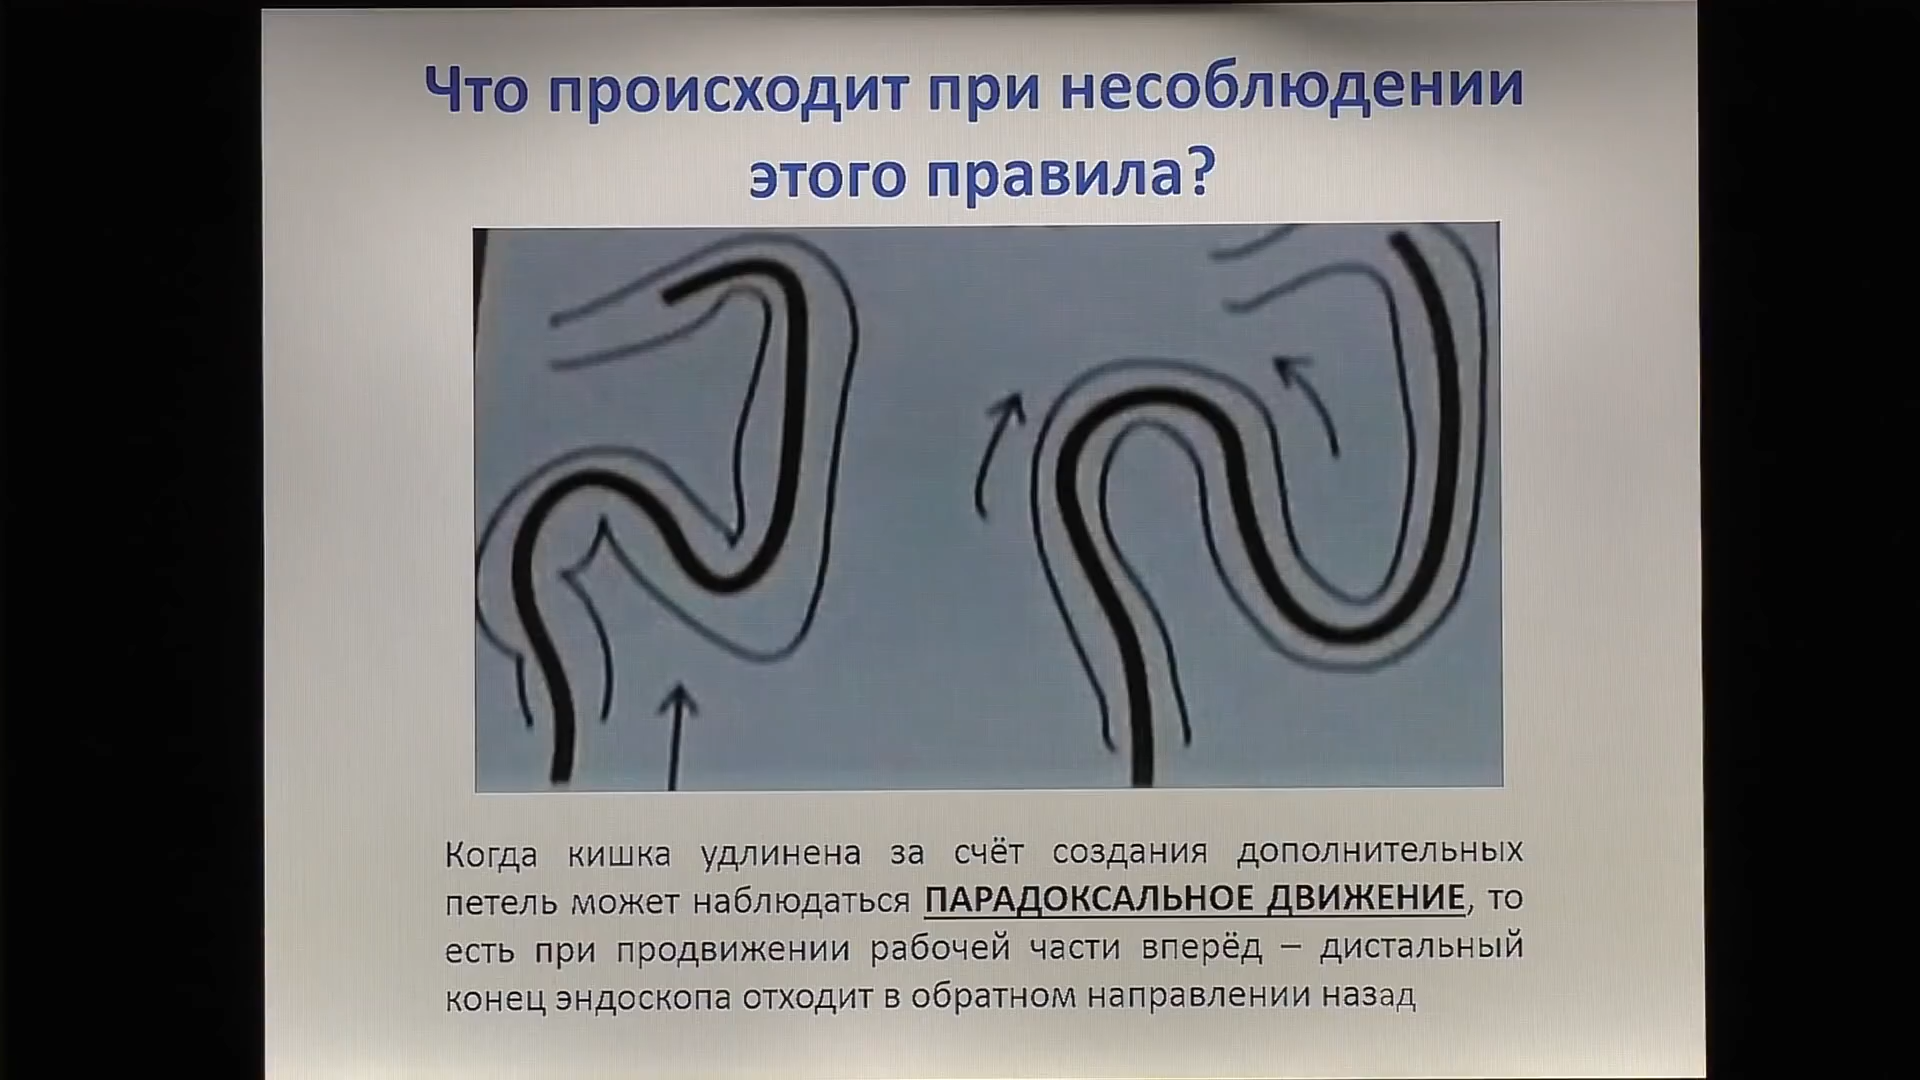 Что происходит при несоблюдении
этого правила?
Когда кишка удлинена за счёт создания дополнительных
петель может наблюдаться ПАРАДОКСАЛЬНОЕ ДВИЖЕНИЕ, то
есть при продвижении рабочей части вперёд – дистальный
конец эндоскопа отходит в обратном направлении назад